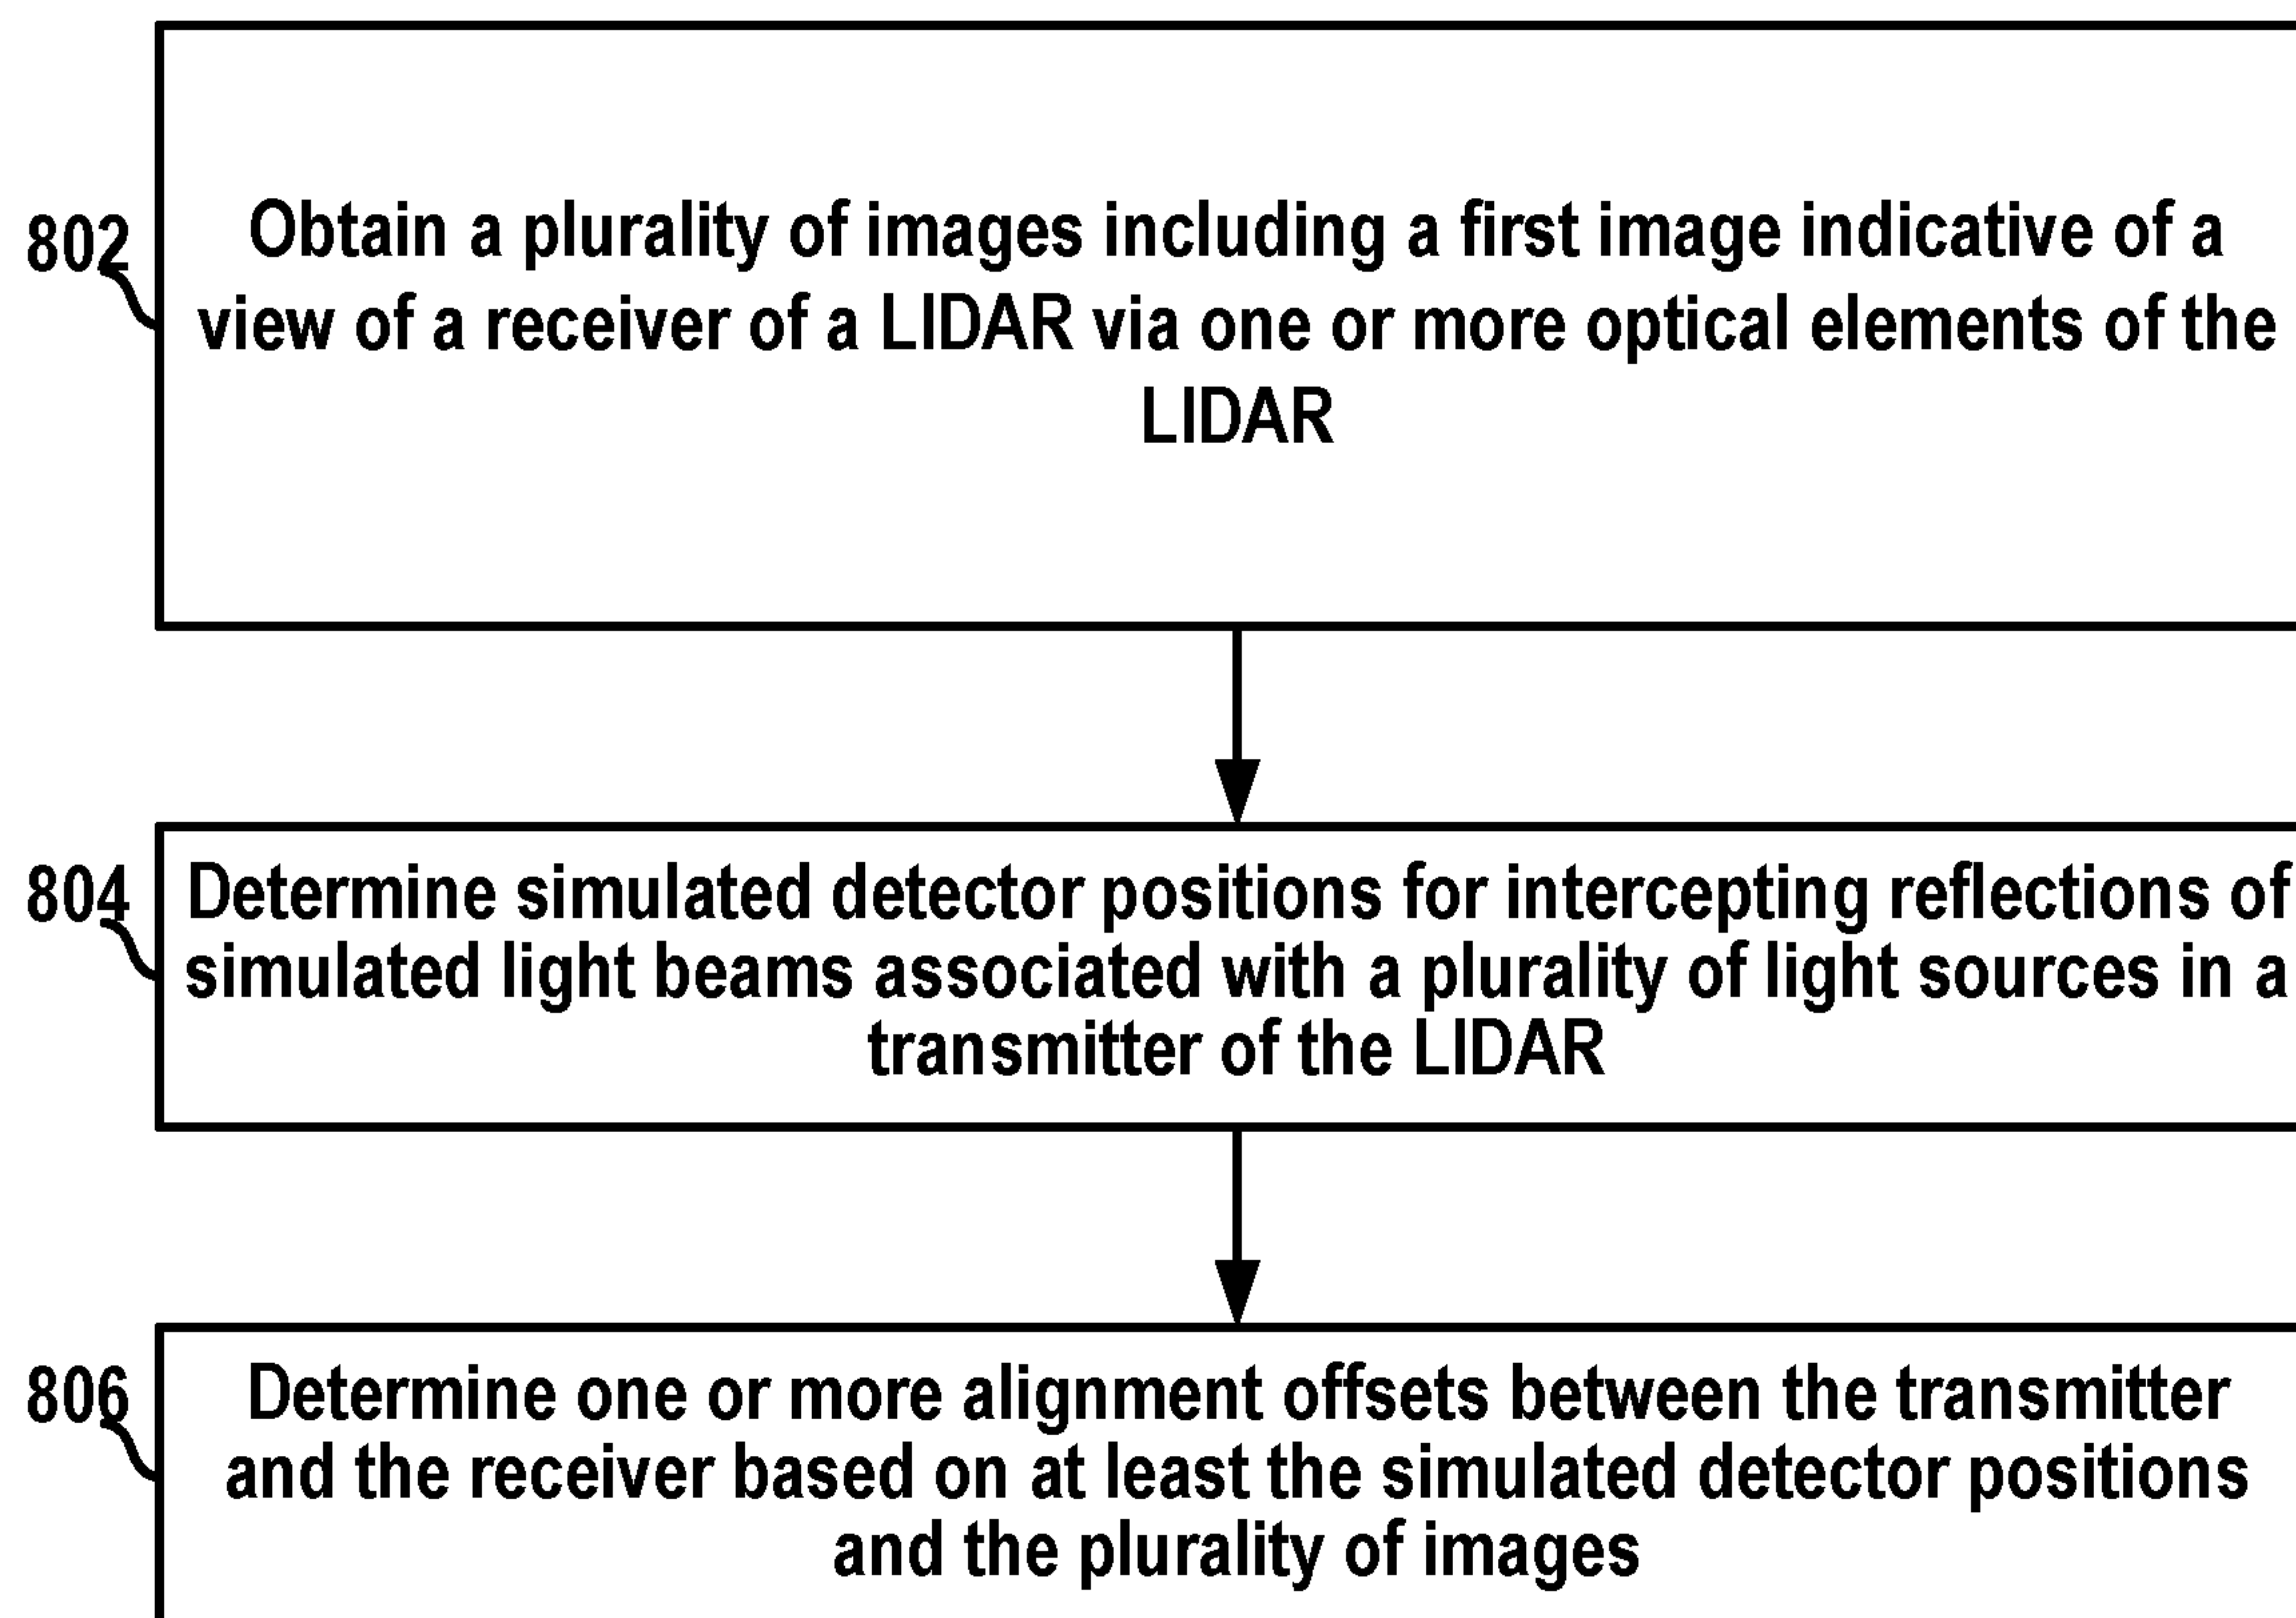 802
Obtain a plurality of images including a first image indicative of a
view of a receiver of a LIDAR via one or more optical elements of the
LIDAR
804
Determine simulated detector positions for intercepting reflections of
simulated light beams associated with a plurality of light sources in a
transmitter of the LIDAR
806
Determine one or more alignment offsets between the transmitter
and the receiver based on at least the simulated detector positions
and the plurality of images